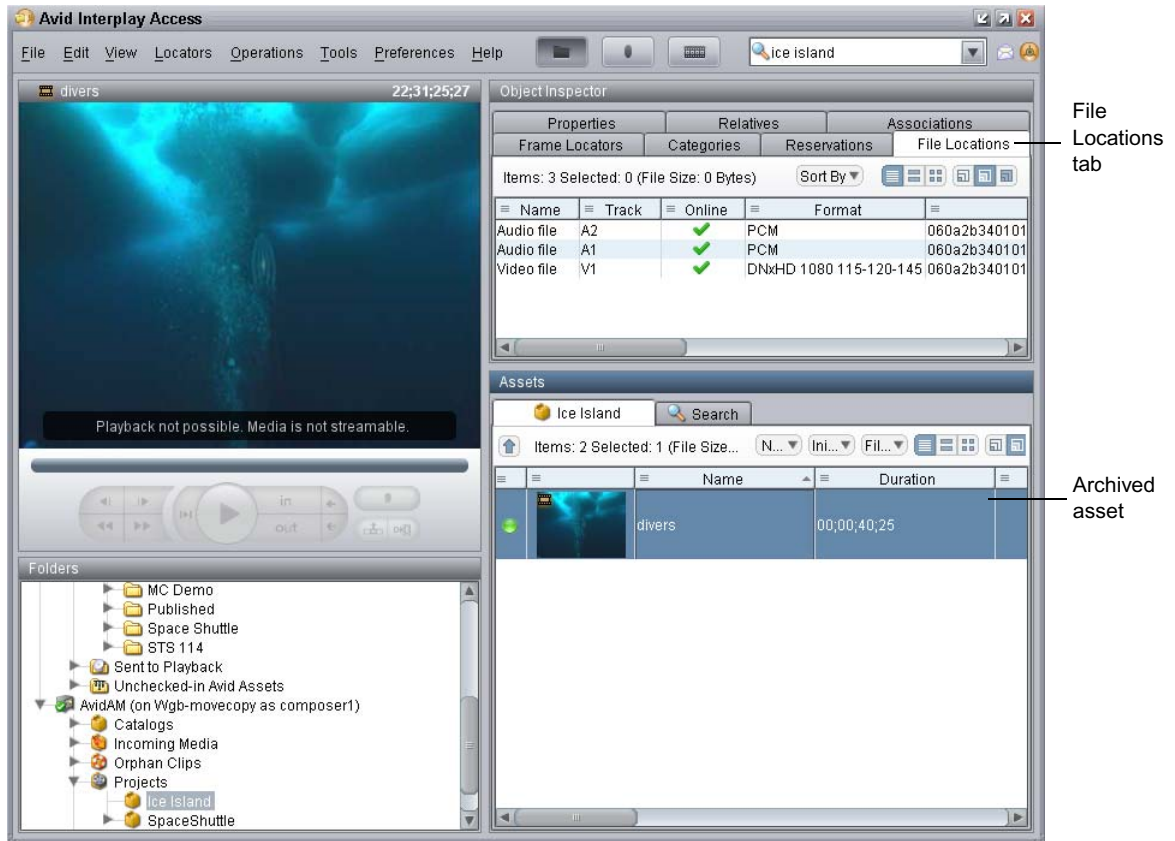 Avid Interplay Access
File Edit View Locators Operations Tools Preferences Help
ice island
divers 22;31;25;27
Playback not possible. Media is not streamable.
in
out
Object Inspector
Properties Relatives Associations
Frame Locators Categories Reservations File Locations
Items: 3 Selected: 0 (File Size: 0 Bytes) Sort By
Name Track Online Format
Audio file A2 PCM 060a2b340101
Audio file A1 PCM 060a2b340101
Video file V1 DNxHD 1080 115-120-145 060a2b340101
File
Locations
tab
Assets
Ice Island Search
Items: 2 Selected: 1 (File Size... N... Ini... Fil...
Name Duration
divers 00;00;40;25
Archived
asset
Folders
MC Demo
Published
Space Shuttle
STS 114
Sent to Playback
Unchecked-in Avid Assets
AvidAM (on Wgb-movecopy as composer1)
Catalogs
Incoming Media
Orphan Clips
Projects
Ice Island
SpaceShuttle